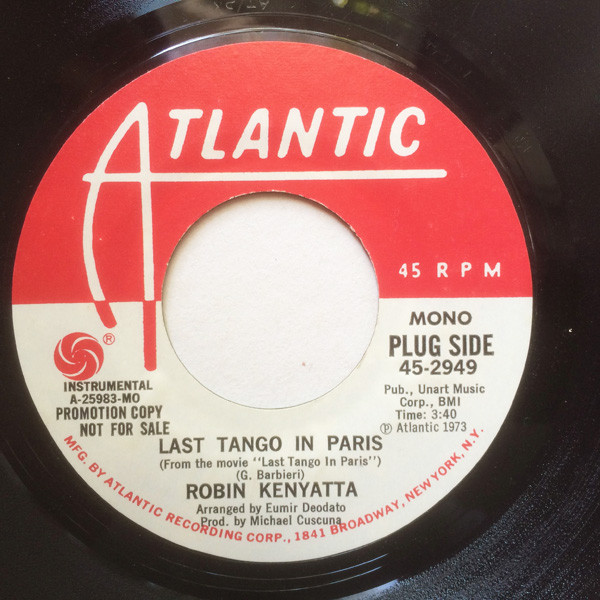 ATLANTIC
45 RPM
MONO
PLUG SIDE
45-2949
Pub., Unart Music
Corp., BMI
Time: 3:40
Ⓟ Atlantic 1973
®
INSTRUMENTAL
A-25983-MO
PROMOTION COPY
NOT FOR SALE
LAST TANGO IN PARIS
(From the movie "Last Tango In Paris")
(G. Barbieri)
ROBIN KENYATTA
Arranged by Eumir Deodato
Prod. by Michael Cuscuna
MFG. BY ATLANTIC RECORDING CORP., 1841 BROADWAY, NEW YORK, N.Y.